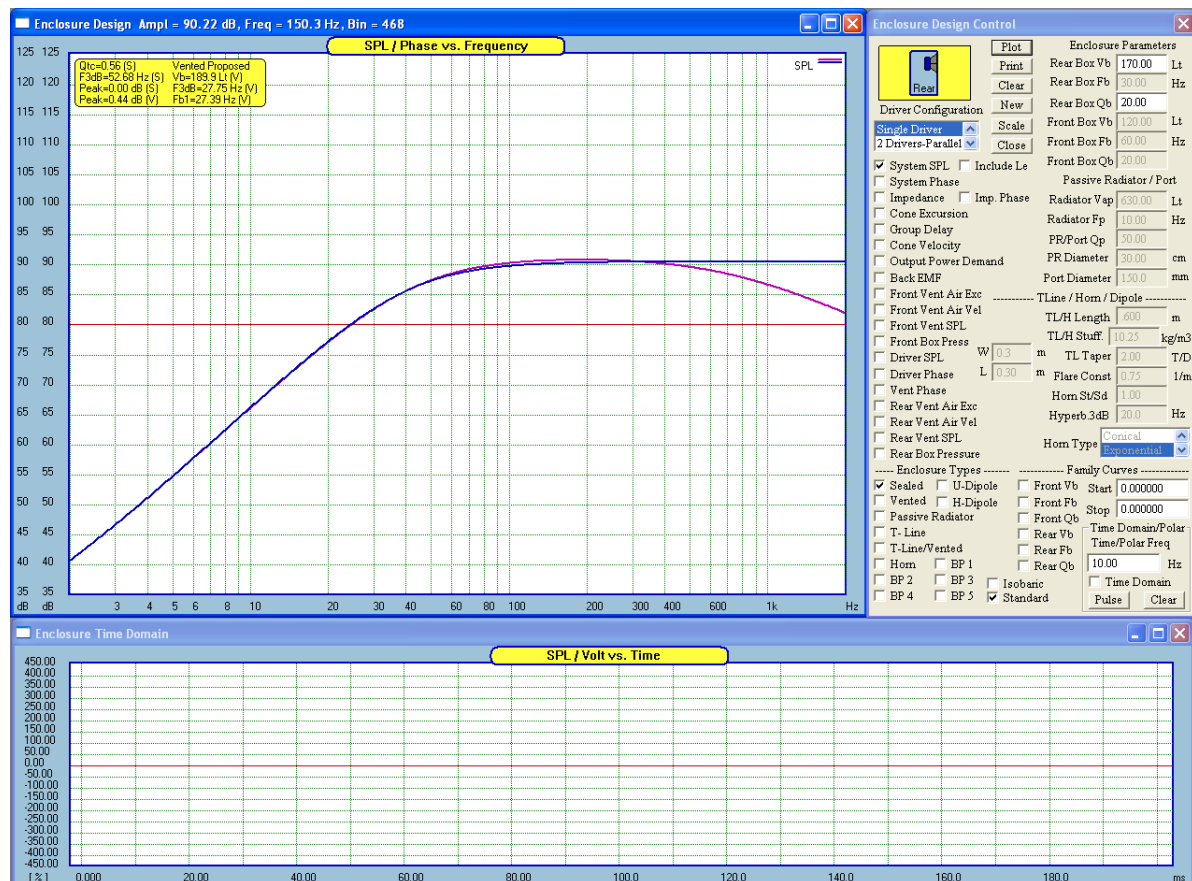 Enclosure Design Ampl = 90.22 dB, Freq = 150.3 Hz, Bin = 468
SPL / Phase vs. Frequency
125 125
120 120
115 115
110 110
105 105
100 100
95 95
90 90
85 85
80 80
75 75
70 70
65 65
60 60
55 55
50 50
45 45
40 40
35 35
Qtc=0.56 (S) Vented Proposed
F3dB=52.68 Hz (S) Vb=189.9 Lt (V)
Peak=0.00 dB (S) F3dB=27.75 Hz (V)
Peak=0.44 dB (V) Fb1=27.39 Hz (V)
SPL
dB dB 3 4 5 6 8 10 20 30 40 60 80 100 200 300 400 600 1k Hz
Enclosure Design Control
Rear
Driver Configuration
Single Driver
2 Drivers-Parallel
Plot
Print
Clear
New
Scale
Close
Enclosure Parameters
Rear Box Vb 170.00 Lt
Rear Box Fb 30.00 Hz
Rear Box Qb 20.00
Front Box Vb 120.00 Lt
Front Box Fb 60.00 Hz
Front Box Qb 20.00
Passive Radiator / Port
Radiator Vap 630.00 Lt
Radiator Fp 10.00 Hz
PR/Port Qp 50.00
PR Diameter 30.00 cm
Port Diameter 150.0 mm
System SPL Include Le
System Phase
Impedance Imp. Phase
Cone Excursion
Group Delay
Cone Velocity
Output Power Demand
Back EMF
Front Vent Air Exc
Front Vent Air Vel
Front Vent SPL
Front Box Press
Driver SPL W 0.3 m
Driver Phase L 0.30 m
Vent Phase
Rear Vent Air Exc
Rear Vent Air Vel
Rear Vent SPL
Rear Box Pressure
---------- TLine / Horn / Dipole ----------
TL/H Length .600 m
TL/H Stuff. 10.25 kg/m3
TL Taper 2.00 T/D
Flare Const 0.75 1/m
Horn St/Sd 1.00
Hyperb.3dB 20.0 Hz
Horn Type Conical
Exponential
----- Enclosure Types -------
Sealed U-Dipole
Vented H-Dipole
Passive Radiator
T- Line
T-Line/Vented
Horn BP 1
BP 2 BP 3
BP 4 BP 5
Isobaric
Standard
----------- Family Curves ------------
Front Vb Start 0.000000
Front Fb
Front Qb Stop 0.000000
Rear Vb
Rear Fb
Rear Qb
Time Domain/Polar
Time/Polar Freq
10.00 Hz
Time Domain
Pulse Clear
Enclosure Time Domain
SPL / Volt vs. Time
450.00
400.00
350.00
300.00
250.00
200.00
150.00
100.00
50.00
0.00
-50.00
-100.00
-150.00
-200.00
-250.00
-300.00
-350.00
-400.00
-450.00
[ % ] 0.000 20.00 40.00 60.00 80.00 100.0 120.0 140.0 160.0 180.0 ms